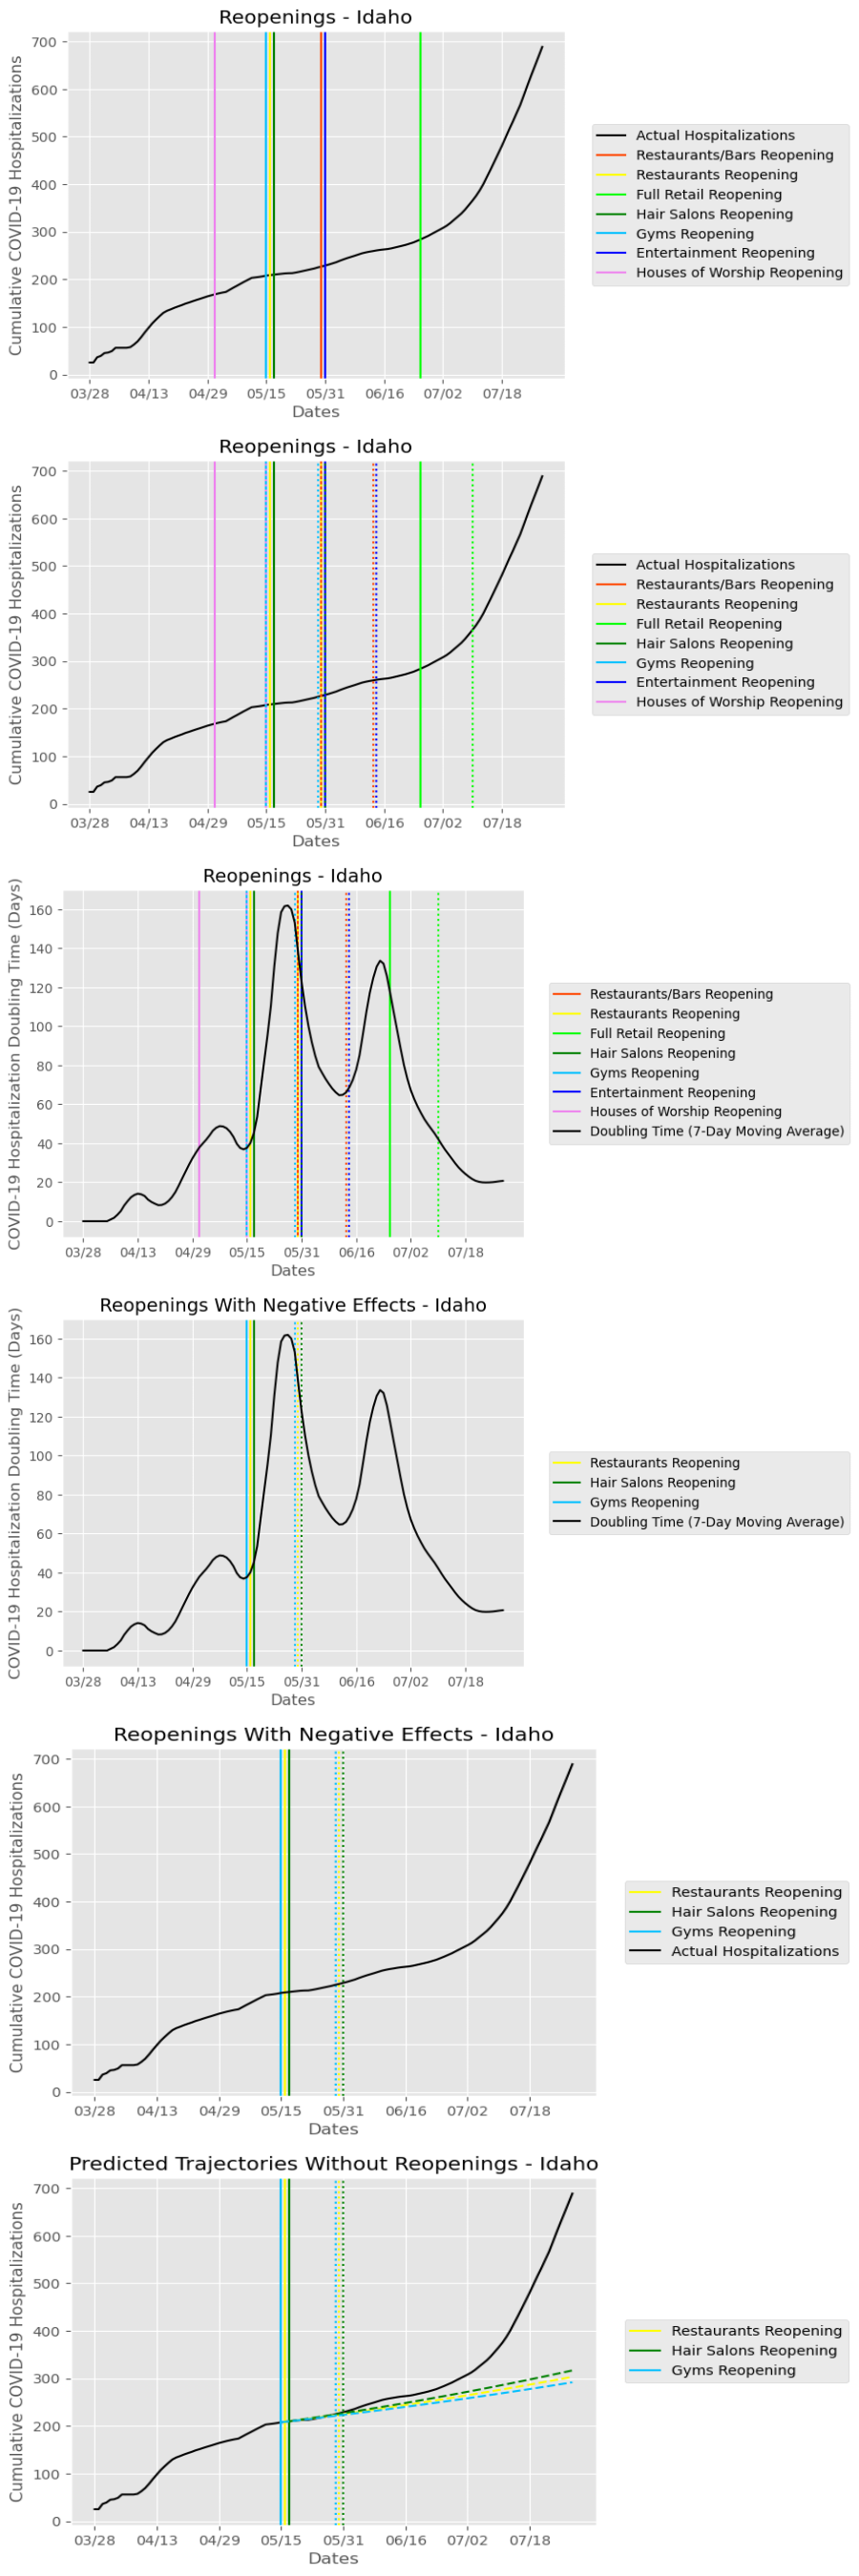 Reopenings - Idaho
Cumulative COVID-19 Hospitalizations
700
600
500
400
300
200
100
0
03/28 04/13 04/29 05/15 05/31 06/16 07/02 07/18
Dates
Actual Hospitalizations
Restaurants/Bars Reopening
Restaurants Reopening
Full Retail Reopening
Hair Salons Reopening
Gyms Reopening
Entertainment Reopening
Houses of Worship Reopening
Reopenings - Idaho
Cumulative COVID-19 Hospitalizations
700
600
500
400
300
200
100
0
03/28 04/13 04/29 05/15 05/31 06/16 07/02 07/18
Dates
Actual Hospitalizations
Restaurants/Bars Reopening
Restaurants Reopening
Full Retail Reopening
Hair Salons Reopening
Gyms Reopening
Entertainment Reopening
Houses of Worship Reopening
Reopenings - Idaho
COVID-19 Hospitalization Doubling Time (Days)
160
140
120
100
80
60
40
20
0
03/28 04/13 04/29 05/15 05/31 06/16 07/02 07/18
Dates
Restaurants/Bars Reopening
Restaurants Reopening
Full Retail Reopening
Hair Salons Reopening
Gyms Reopening
Entertainment Reopening
Houses of Worship Reopening
Doubling Time (7-Day Moving Average)
Reopenings With Negative Effects - Idaho
COVID-19 Hospitalization Doubling Time (Days)
160
140
120
100
80
60
40
20
0
03/28 04/13 04/29 05/15 05/31 06/16 07/02 07/18
Dates
Restaurants Reopening
Hair Salons Reopening
Gyms Reopening
Doubling Time (7-Day Moving Average)
Reopenings With Negative Effects - Idaho
Cumulative COVID-19 Hospitalizations
700
600
500
400
300
200
100
0
03/28 04/13 04/29 05/15 05/31 06/16 07/02 07/18
Dates
Restaurants Reopening
Hair Salons Reopening
Gyms Reopening
Actual Hospitalizations
Predicted Trajectories Without Reopenings - Idaho
Cumulative COVID-19 Hospitalizations
700
600
500
400
300
200
100
0
03/28 04/13 04/29 05/15 05/31 06/16 07/02 07/18
Dates
Restaurants Reopening
Hair Salons Reopening
Gyms Reopening